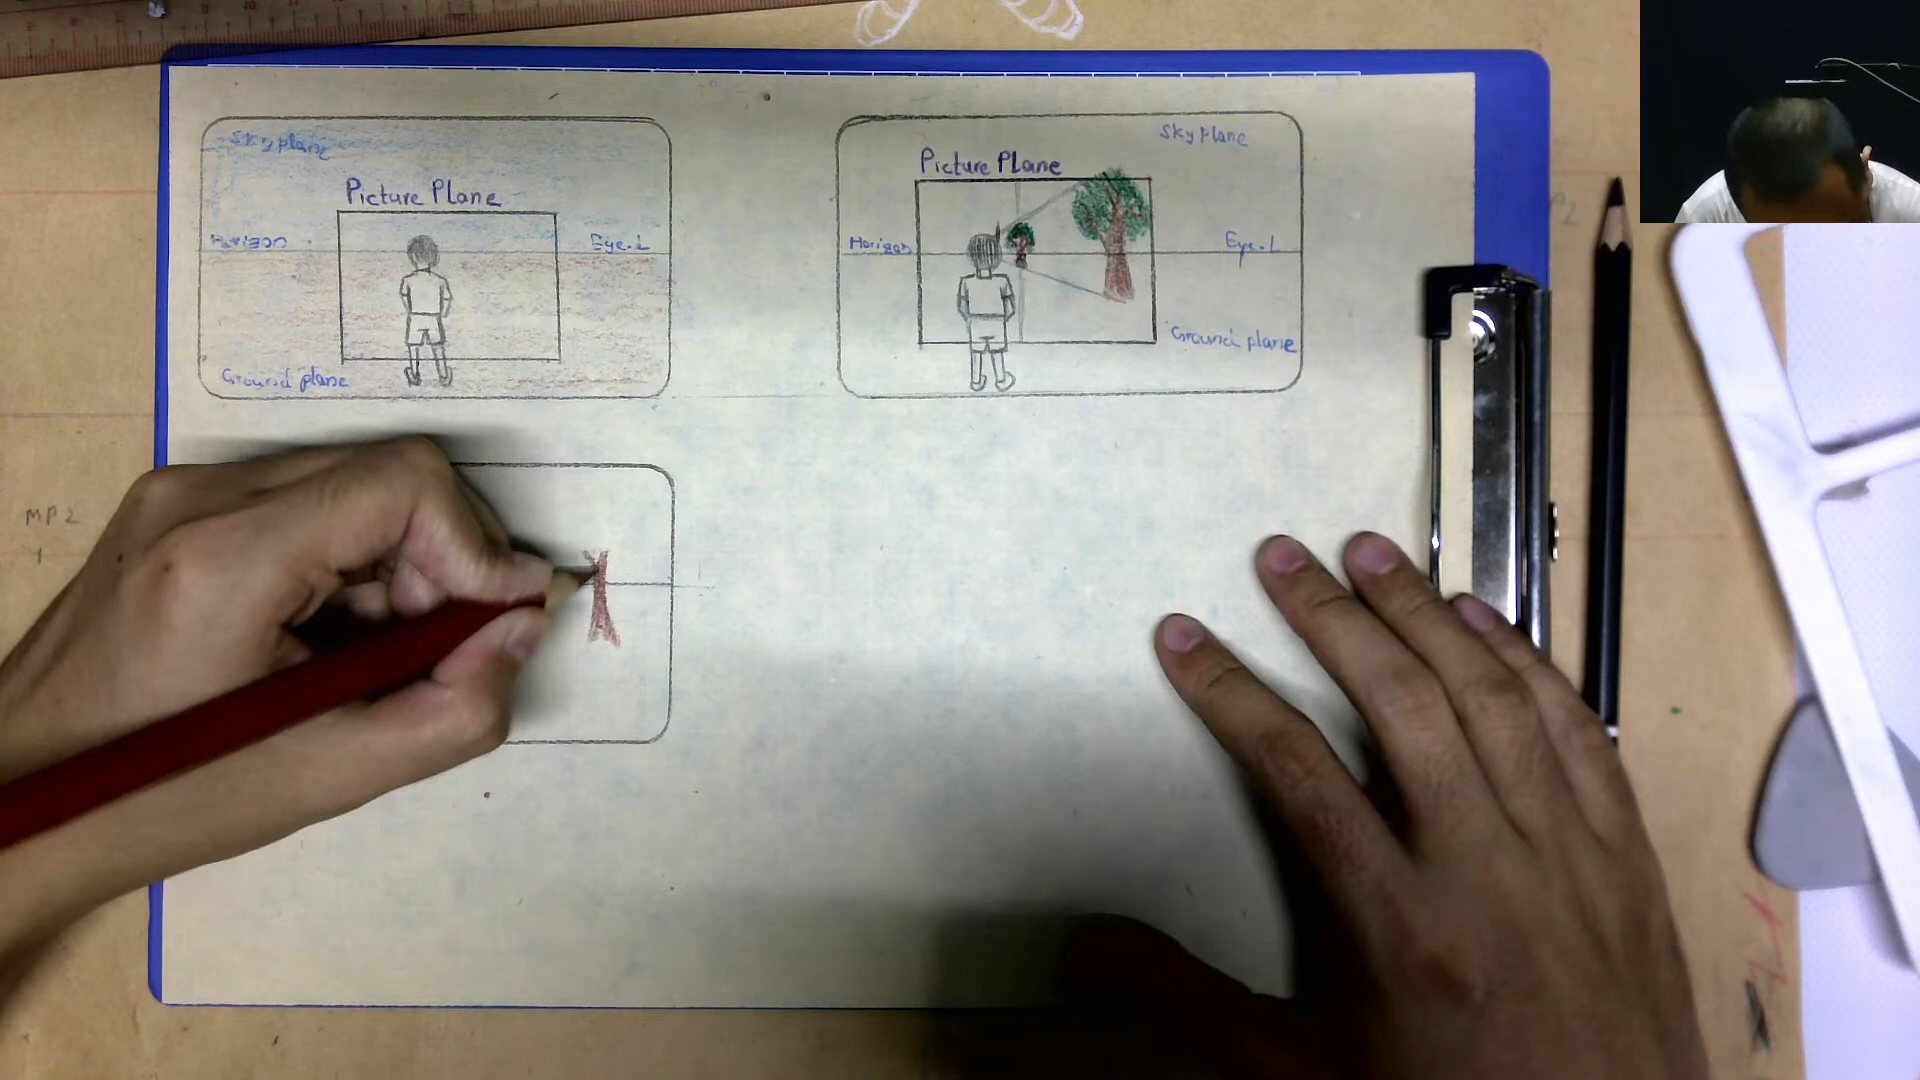 Sky plane
Picture Plane
Horizon
Eye.L
Ground plane
Sky plane
Picture Plane
Horizon
Eye.l
Ground plane
MP2